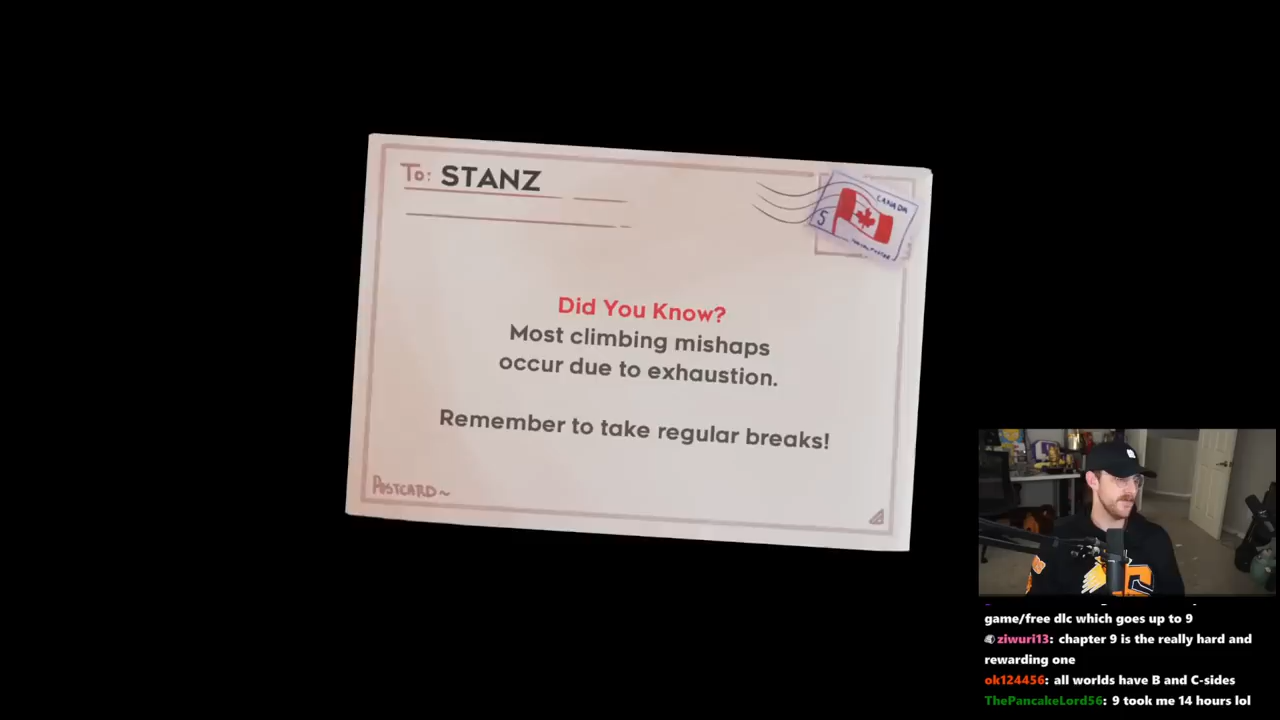 To: STANZ
CANADA
5
Did You Know?
Most climbing mishaps
occur due to exhaustion.
Remember to take regular breaks!
POSTCARD~
game/free dlc which goes up to 9
ziwuri13: chapter 9 is the really hard and
rewarding one
ok124456: all worlds have B and C-sides
ThePancakeLord56: 9 took me 14 hours lol